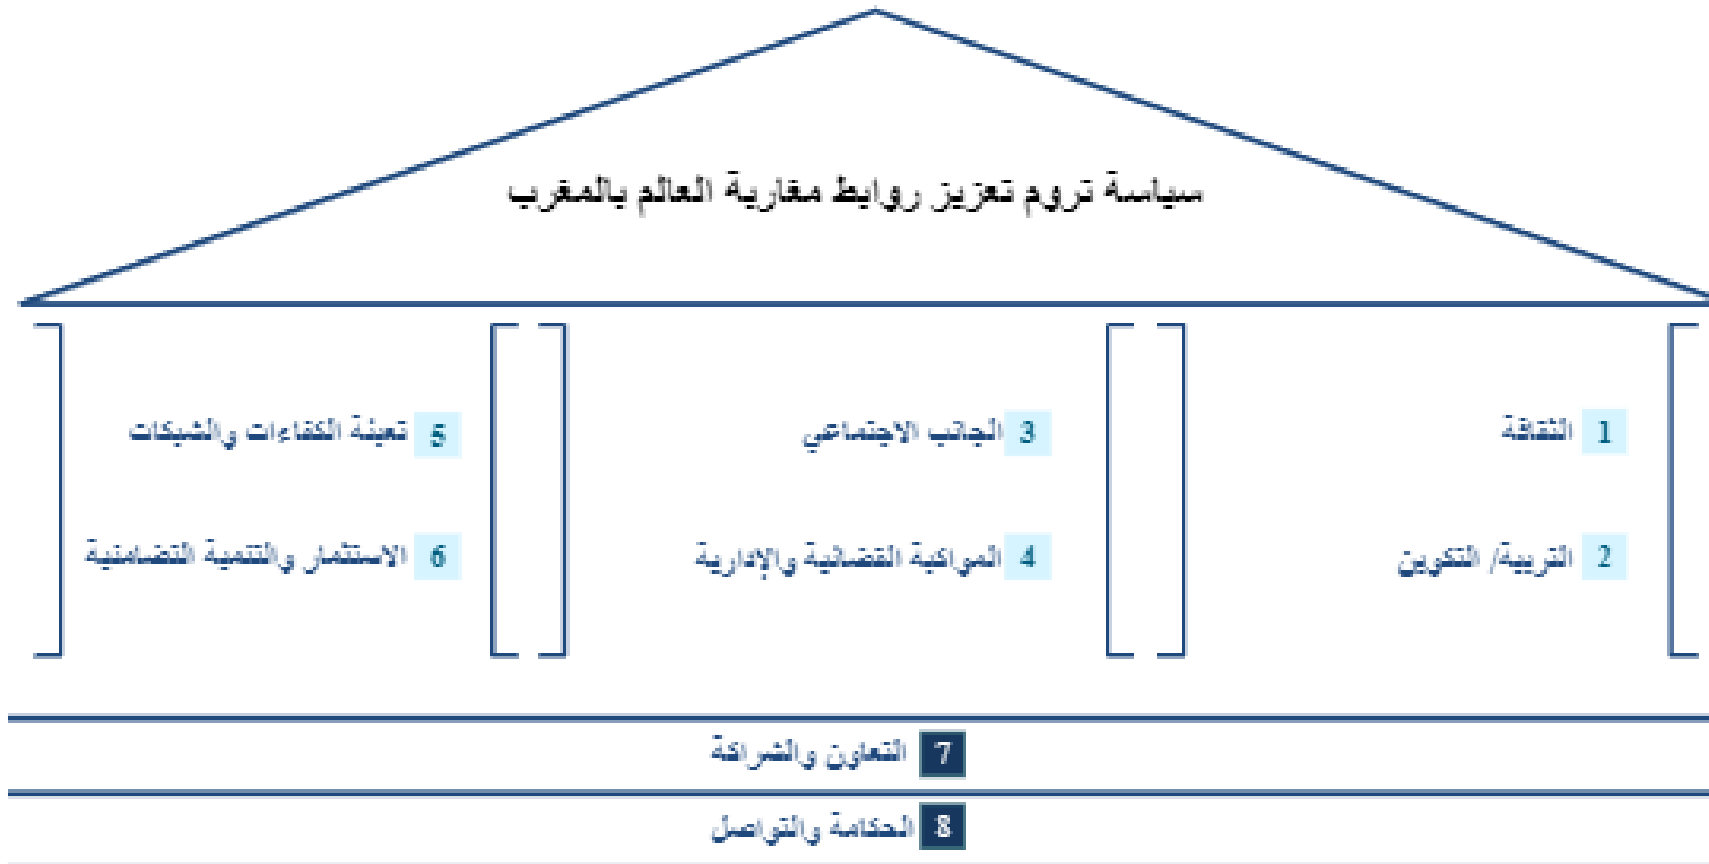 سياسة تروم تعزيز روابط مغاربة العالم بالمغرب
1 الثقافة
2 التربية/ التكوين
3 الجانب الاجتماعي
4 المواكبة القضائية والإدارية
5 تعبئة الكفاءات والشبكات
6 الاستثمار والتنمية التضامنية
7 التعاون والشراكة
8 الحكامة والتواصل